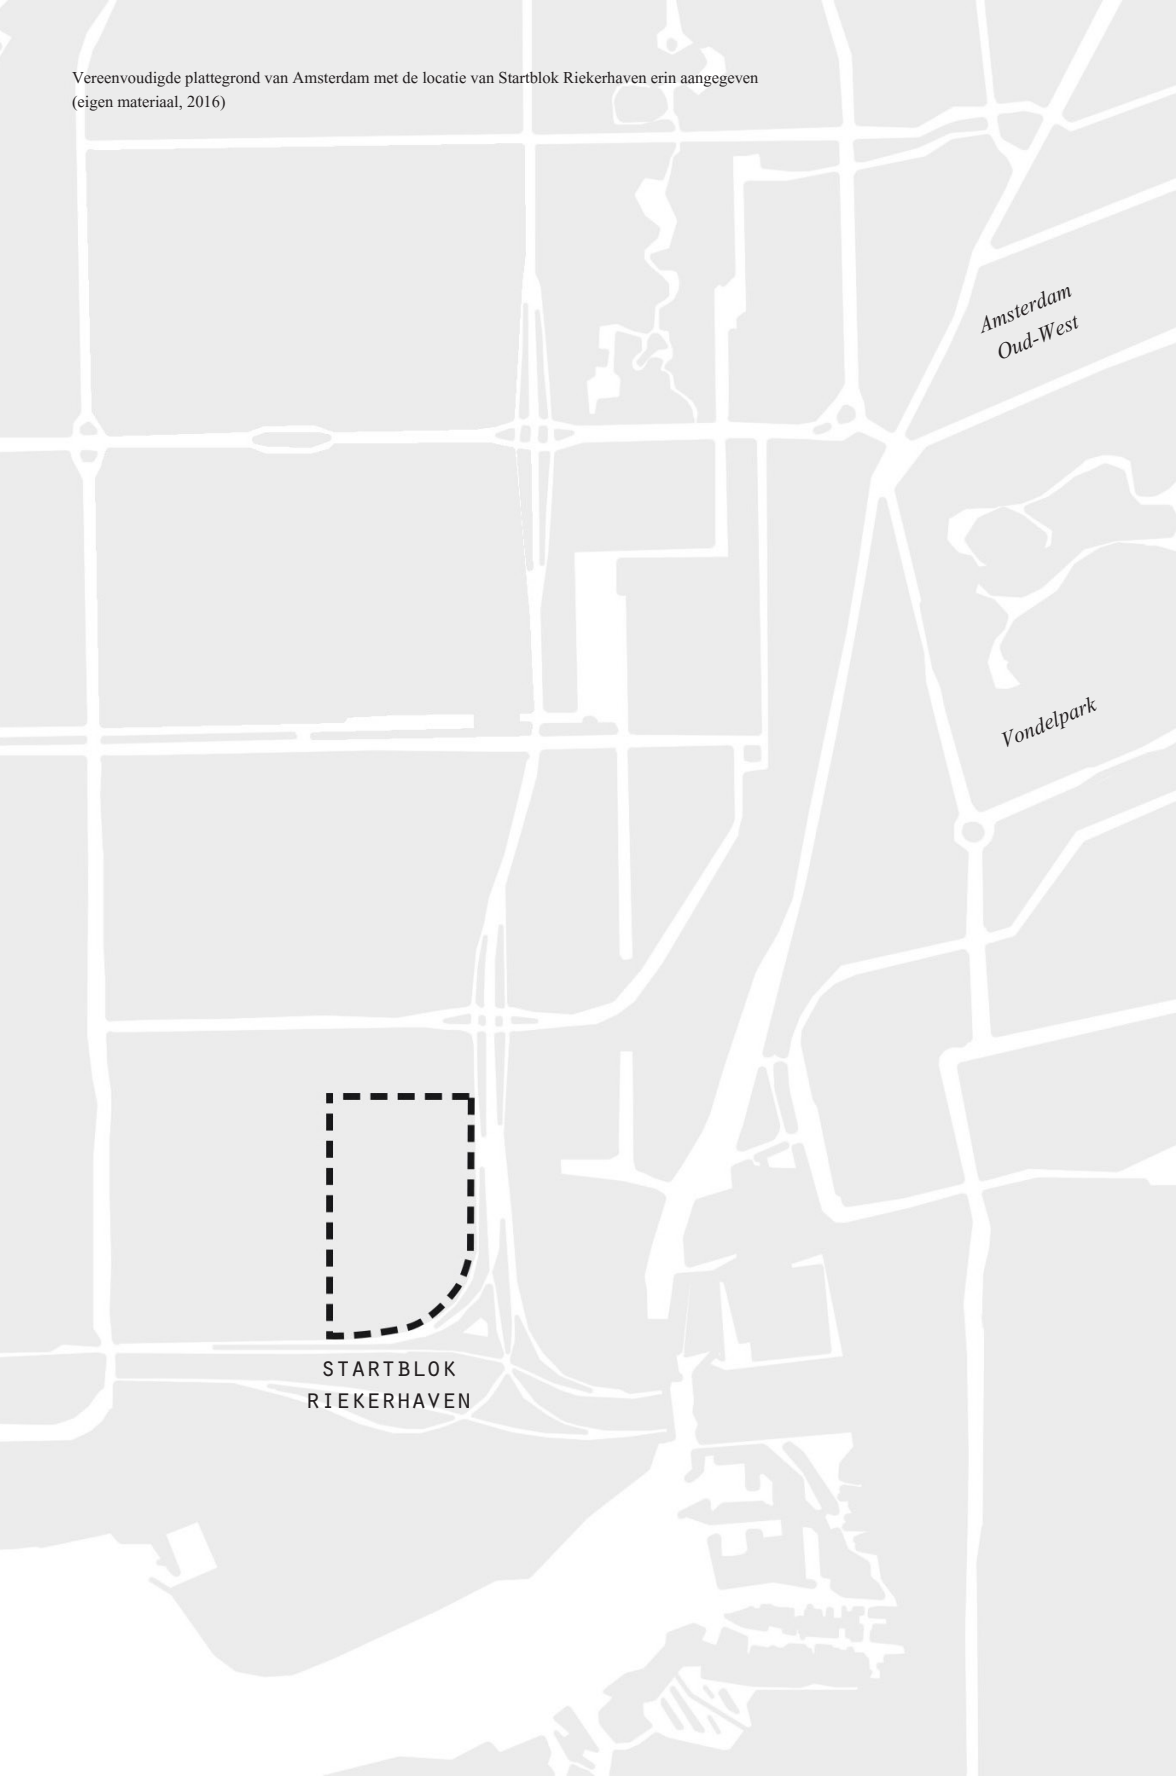 Vereenvoudigde plattegrond van Amsterdam met de locatie van Startblok Riekerhaven erin aangegeven
(eigen materiaal, 2016)
Amsterdam
Oud-West
Vondelpark
STARTBLOK
RIEKERHAVEN